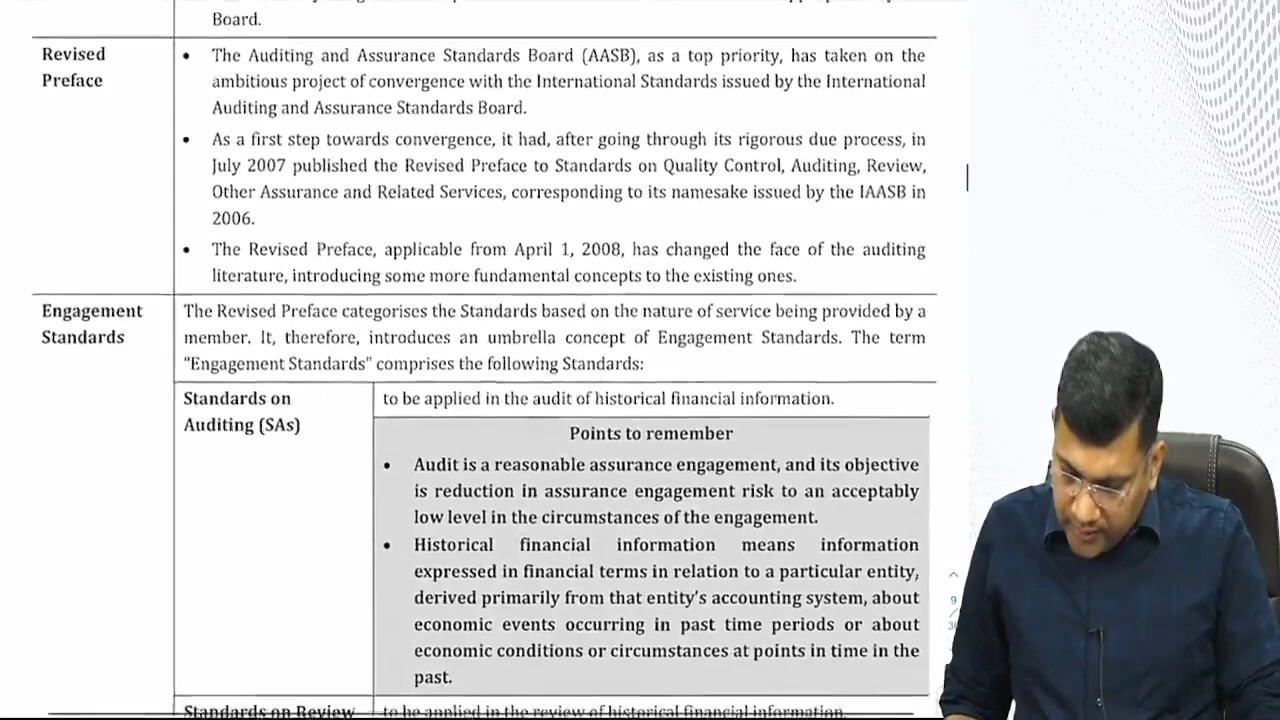 Board.
Revised
Preface
• The Auditing and Assurance Standards Board (AASB), as a top priority, has taken on the
ambitious project of convergence with the International Standards issued by the International
Auditing and Assurance Standards Board.
• As a first step towards convergence, it had, after going through its rigorous due process, in
July 2007 published the Revised Preface to Standards on Quality Control, Auditing, Review,
Other Assurance and Related Services, corresponding to its namesake issued by the IAASB in
2006.
• The Revised Preface, applicable from April 1, 2008, has changed the face of the auditing
literature, introducing some more fundamental concepts to the existing ones.
Engagement
Standards
The Revised Preface categorises the Standards based on the nature of service being provided by a
member. It, therefore, introduces an umbrella concept of Engagement Standards. The term
"Engagement Standards" comprises the following Standards:
Standards on
Auditing (SAs)
to be applied in the audit of historical financial information.
Points to remember
• Audit is a reasonable assurance engagement, and its objective
is reduction in assurance engagement risk to an acceptably
low level in the circumstances of the engagement.
• Historical financial information means information
expressed in financial terms in relation to a particular entity,
derived primarily from that entity's accounting system, about
economic events occurring in past time periods or about
economic conditions or circumstances at points in time in the
past.
Standards on Review
to be applied in the review of historical financial information.
9